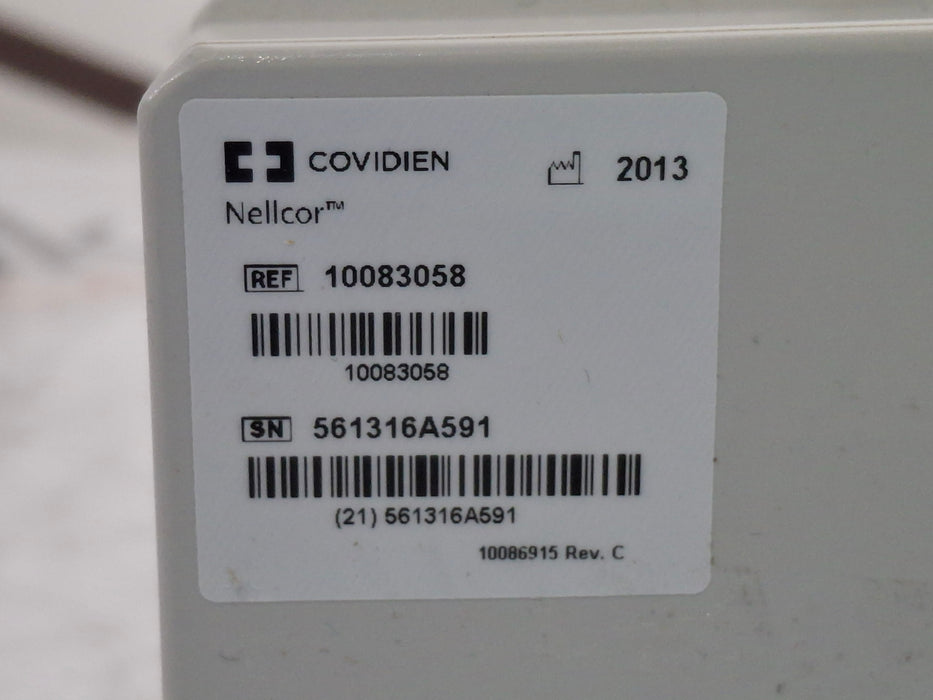 COVIDIEN 2013
Nellcor™
REF 10083058
10083058
SN 561316A591
(21) 561316A591
10086915 Rev. C